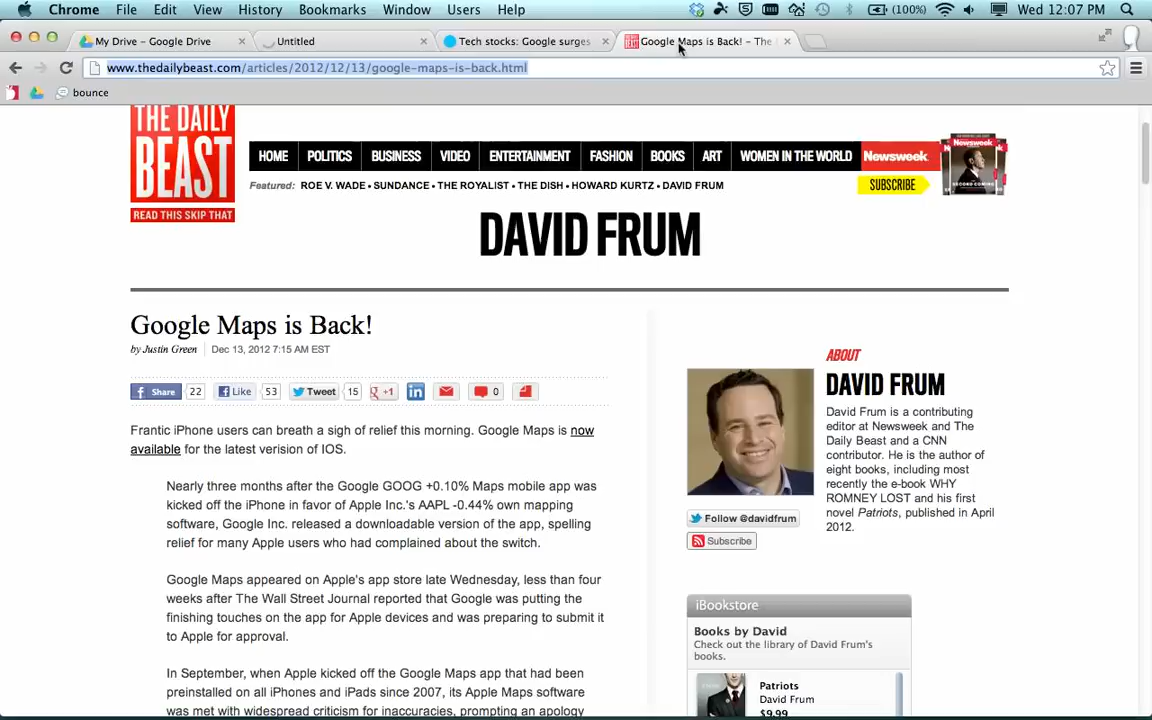 Chrome File Edit View History Bookmarks Window Users Help (100%) Wed 12:07 PM
My Drive – Google Drive
Untitled
Tech stocks: Google surges
Google Maps is Back! – The
www.thedailybeast.com/articles/2012/12/13/google-maps-is-back.html
bounce
THE DAILY
BEAST
READ THIS SKIP THAT
HOME POLITICS BUSINESS VIDEO ENTERTAINMENT FASHION BOOKS ART WOMEN IN THE WORLD Newsweek
Newsweek
Featured: ROE V. WADE • SUNDANCE • THE ROYALIST • THE DISH • HOWARD KURTZ • DAVID FRUM
SUBSCRIBE
DAVID FRUM
Google Maps is Back!
by Justin Green Dec 13, 2012 7:15 AM EST
Share 22 Like 53 Tweet 15 +1 in 0
Frantic iPhone users can breath a sigh of relief this morning. Google Maps is now
available for the latest version of IOS.
Nearly three months after the Google GOOG +0.10% Maps mobile app was
kicked off the iPhone in favor of Apple Inc.'s AAPL -0.44% own mapping
software, Google Inc. released a downloadable version of the app, spelling
relief for many Apple users who had complained about the switch.
Google Maps appeared on Apple's app store late Wednesday, less than four
weeks after The Wall Street Journal reported that Google was putting the
finishing touches on the app for Apple devices and was preparing to submit it
to Apple for approval.
In September, when Apple kicked off the Google Maps app that had been
preinstalled on all iPhones and iPads since 2007, its Apple Maps software
was met with widespread criticism for inaccuracies, prompting an apology
ABOUT
DAVID FRUM
David Frum is a contributing
editor at Newsweek and The
Daily Beast and a CNN
contributor. He is the author of
eight books, including most
recently the e-book WHY
ROMNEY LOST and his first
novel Patriots, published in April
2012.
Follow @davidfrum
Subscribe
iBookstore
Books by David
Check out the library of David Frum's
books.
Patriots
David Frum
$9.99